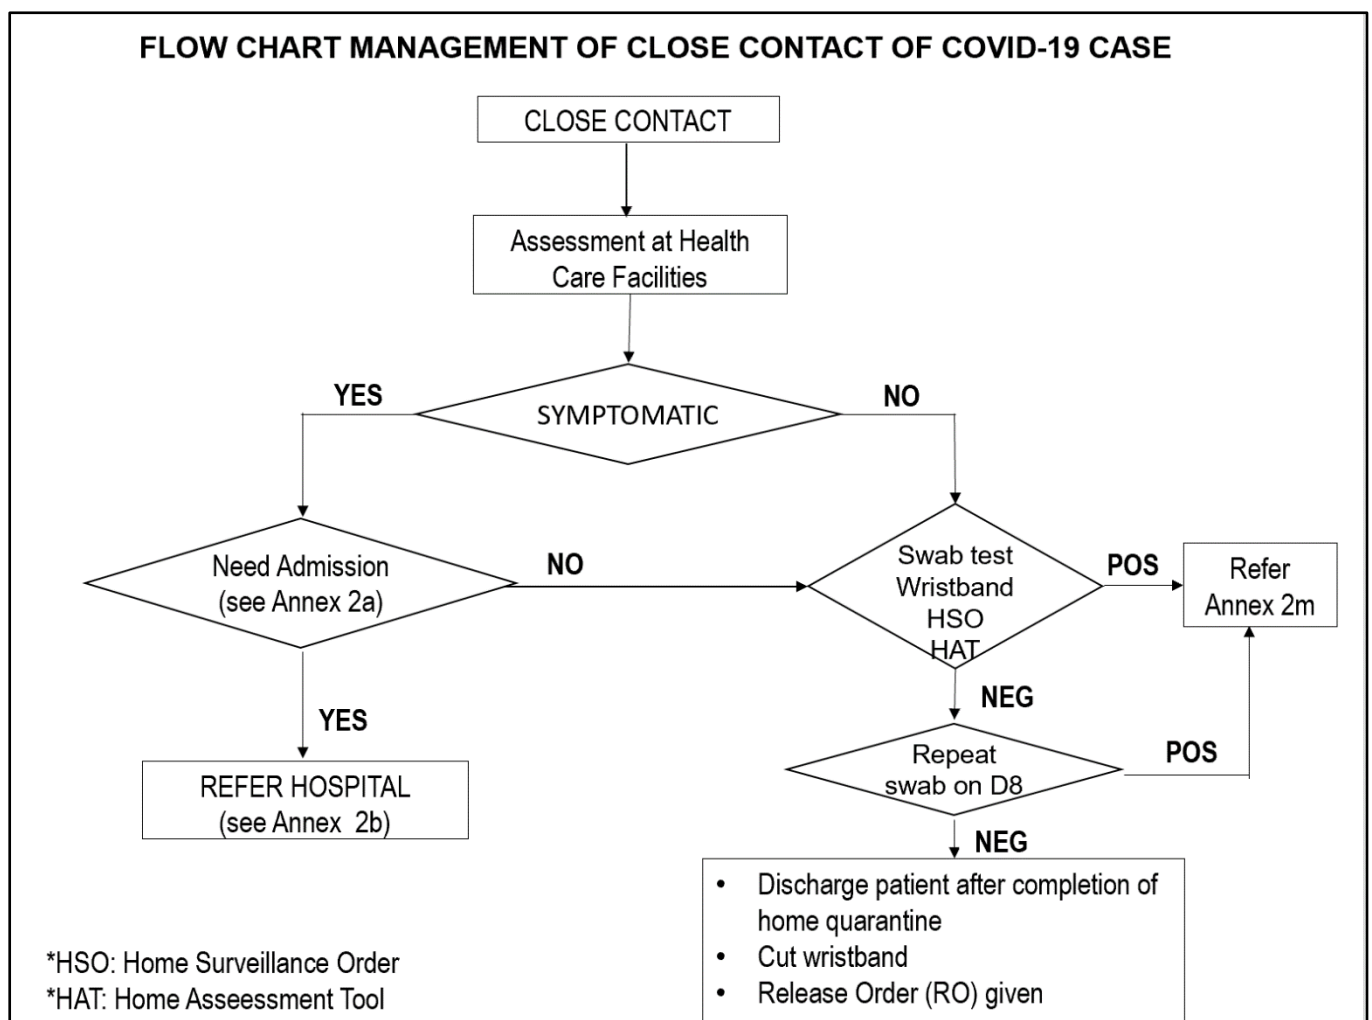 FLOW CHART MANAGEMENT OF CLOSE CONTACT OF COVID-19 CASE
CLOSE CONTACT
Assessment at Health
Care Facilities
YES
NO
SYMPTOMATIC
Need Admission
(see Annex 2a)
NO
Swab test
Wristband
HSO
HAT
POS
Refer
Annex 2m
YES
NEG
REFER HOSPITAL
(see Annex 2b)
Repeat
swab on D8
POS
NEG
• Discharge patient after completion of
home quarantine
• Cut wristband
• Release Order (RO) given
*HSO: Home Surveillance Order
*HAT: Home Asseessment Tool